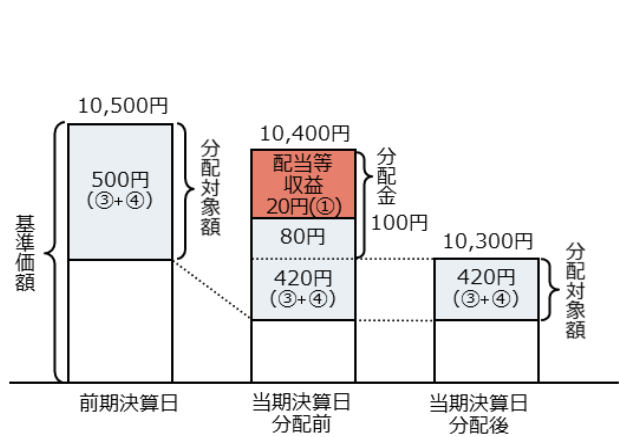 10,500円
500円
(③+④)
分配対象額
基準価額
前期決算日
10,400円
配当等
収益
20円(①)
80円
420円
(③+④)
分配金
100円
当期決算日
分配前
10,300円
420円
(③+④)
分配対象額
当期決算日
分配後